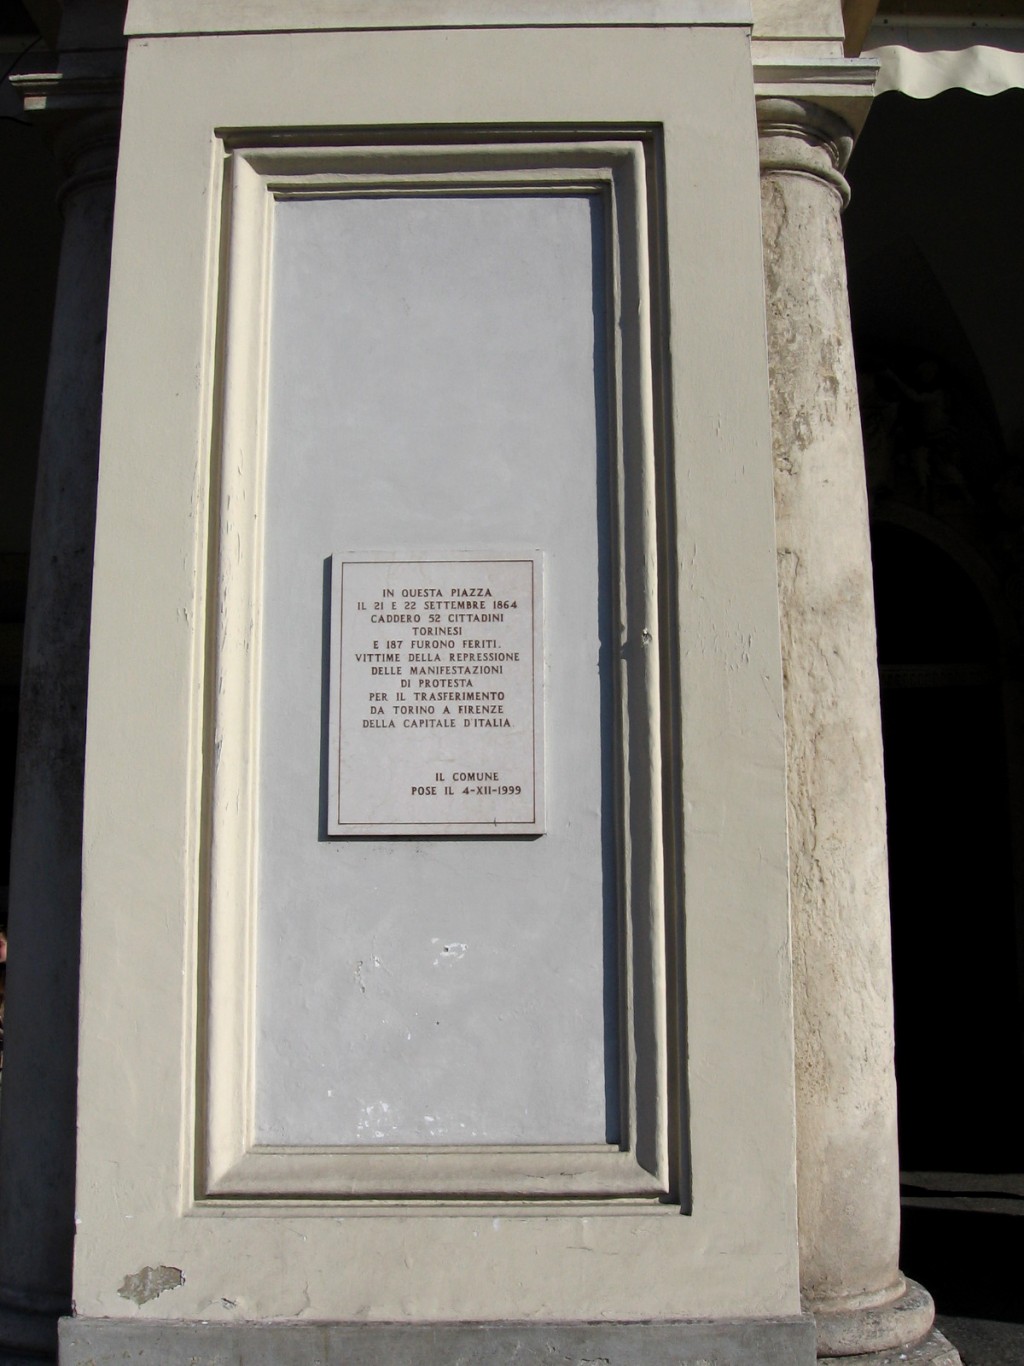 IN QUESTA PIAZZA
IL 21 E 22 SETTEMBRE 1864
CADDERO 52 CITTADINI
TORINESI
E 187 FURONO FERITI.
VITTIME DELLA REPRESSIONE
DELLE MANIFESTAZIONI
DI PROTESTA
PER IL TRASFERIMENTO
DA TORINO A FIRENZE
DELLA CAPITALE D'ITALIA.
IL COMUNE
POSE IL 4-XII-1999